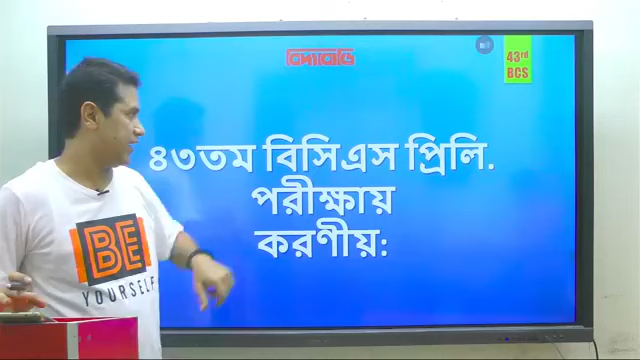 বিদ্যাবাড়ি
43rd
BCS
৪৩তম বিসিএস প্রিলি.
পরীক্ষায়
করণীয়:
BE
YOURSELF